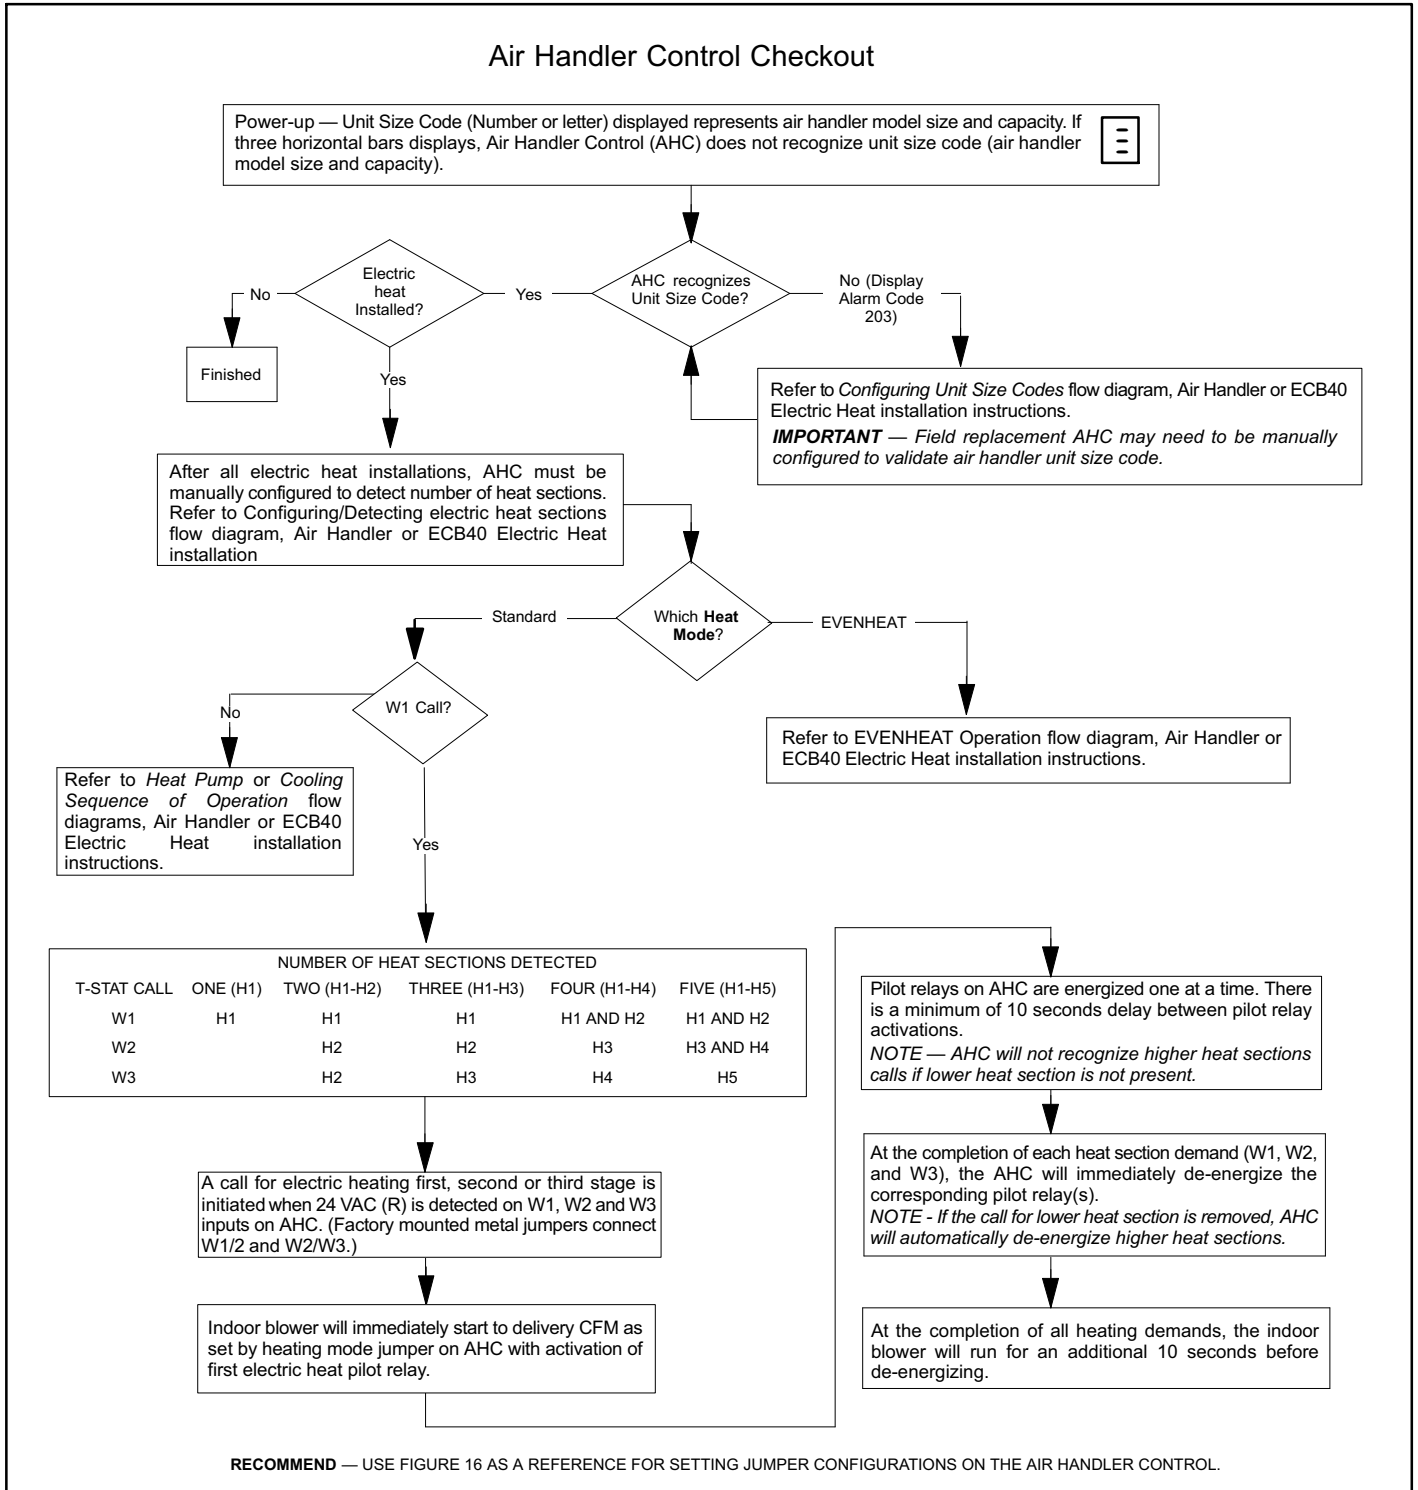 Air Handler Control Checkout
Power-up — Unit Size Code (Number or letter) displayed represents air handler model size and capacity. If
three horizontal bars displays, Air Handler Control (AHC) does not recognize unit size code (air handler
model size and capacity).
Electric
heat
Installed?
No
Yes
AHC recognizes
Unit Size Code?
No (Display
Alarm Code
203)
Finished
Yes
Refer to Configuring Unit Size Codes flow diagram, Air Handler or ECB40
Electric Heat installation instructions.
IMPORTANT — Field replacement AHC may need to be manually
configured to validate air handler unit size code.
After all electric heat installations, AHC must be
manually configured to detect number of heat sections.
Refer to Configuring/Detecting electric heat sections
flow diagram, Air Handler or ECB40 Electric Heat
installation
Which Heat
Mode?
Standard
EVENHEAT
W1 Call?
No
Refer to EVENHEAT Operation flow diagram, Air Handler or
ECB40 Electric Heat installation instructions.
Refer to Heat Pump or Cooling
Sequence of Operation flow
diagrams, Air Handler or ECB40
Electric Heat installation
instructions.
Yes
NUMBER OF HEAT SECTIONS DETECTED
T-STAT CALL ONE (H1) TWO (H1-H2) THREE (H1-H3) FOUR (H1-H4) FIVE (H1-H5)
W1 H1 H1 H1 H1 AND H2 H1 AND H2
W2 H2 H2 H3 H3 AND H4
W3 H2 H3 H4 H5
A call for electric heating first, second or third stage is
initiated when 24 VAC (R) is detected on W1, W2 and W3
inputs on AHC. (Factory mounted metal jumpers connect
W1/2 and W2/W3.)
Indoor blower will immediately start to delivery CFM as
set by heating mode jumper on AHC with activation of
first electric heat pilot relay.
Pilot relays on AHC are energized one at a time. There
is a minimum of 10 seconds delay between pilot relay
activations.
NOTE — AHC will not recognize higher heat sections
calls if lower heat section is not present.
At the completion of each heat section demand (W1, W2,
and W3), the AHC will immediately de-energize the
corresponding pilot relay(s).
NOTE - If the call for lower heat section is removed, AHC
will automatically de-energize higher heat sections.
At the completion of all heating demands, the indoor
blower will run for an additional 10 seconds before
de-energizing.
RECOMMEND — USE FIGURE 16 AS A REFERENCE FOR SETTING JUMPER CONFIGURATIONS ON THE AIR HANDLER CONTROL.